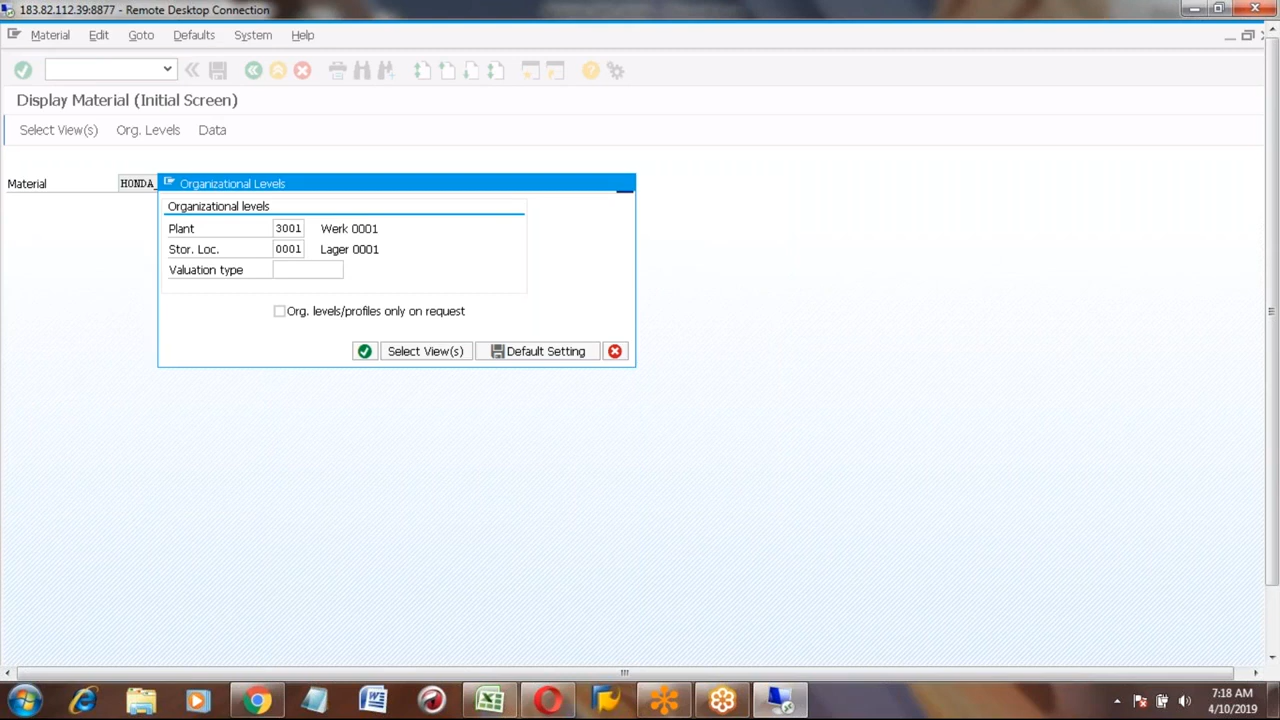 183.82.112.39:8877 - Remote Desktop Connection
Material Edit Goto Defaults System Help
Display Material (Initial Screen)
Select View(s) Org. Levels Data
Material HONDA_
Organizational Levels
Organizational levels
Plant 3001 Werk 0001
Stor. Loc. 0001 Lager 0001
Valuation type
Org. levels/profiles only on request
Select View(s) Default Setting
7:18 AM
4/10/2019